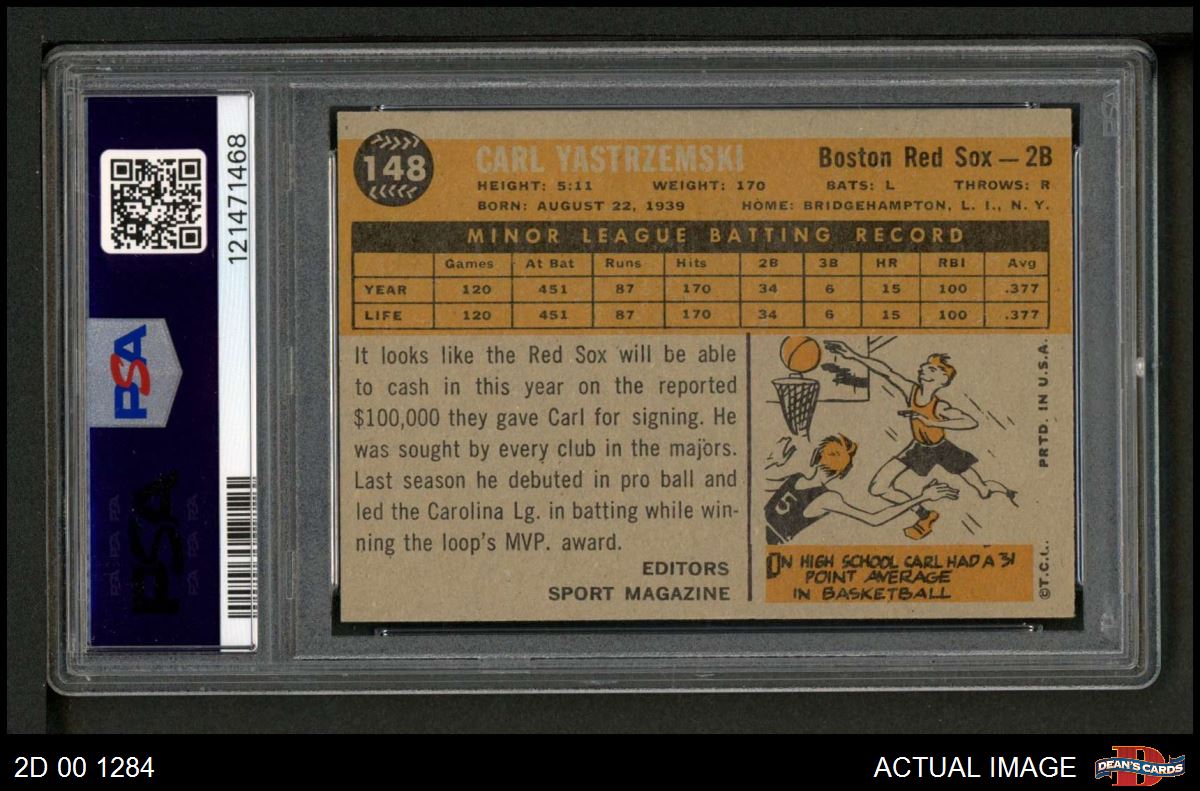 PSA
121471468
PSA
148
CARL YASTRZEMSKI
Boston Red Sox — 2B
HEIGHT: 5:11 WEIGHT: 170 BATS: L THROWS: R
BORN: AUGUST 22, 1939 HOME: BRIDGEHAMPTON, L. I., N. Y.
MINOR LEAGUE BATTING RECORD
Games At Bat Runs Hits 2B 3B HR RBI Avg
YEAR 120 451 87 170 34 6 15 100 .377
LIFE 120 451 87 170 34 6 15 100 .377
It looks like the Red Sox will be able
to cash in this year on the reported
$100,000 they gave Carl for signing. He
was sought by every club in the majors.
Last season he debuted in pro ball and
led the Carolina Lg. in batting while win-
ning the loop's MVP. award.
EDITORS
SPORT MAGAZINE
5
IN HIGH SCHOOL CARL HAD A 31
POINT AVERAGE
IN BASKETBALL
PRTD. IN U.S.A.
©T.C.G.
2D 00 1284
ACTUAL IMAGE
DEAN'S CARDS